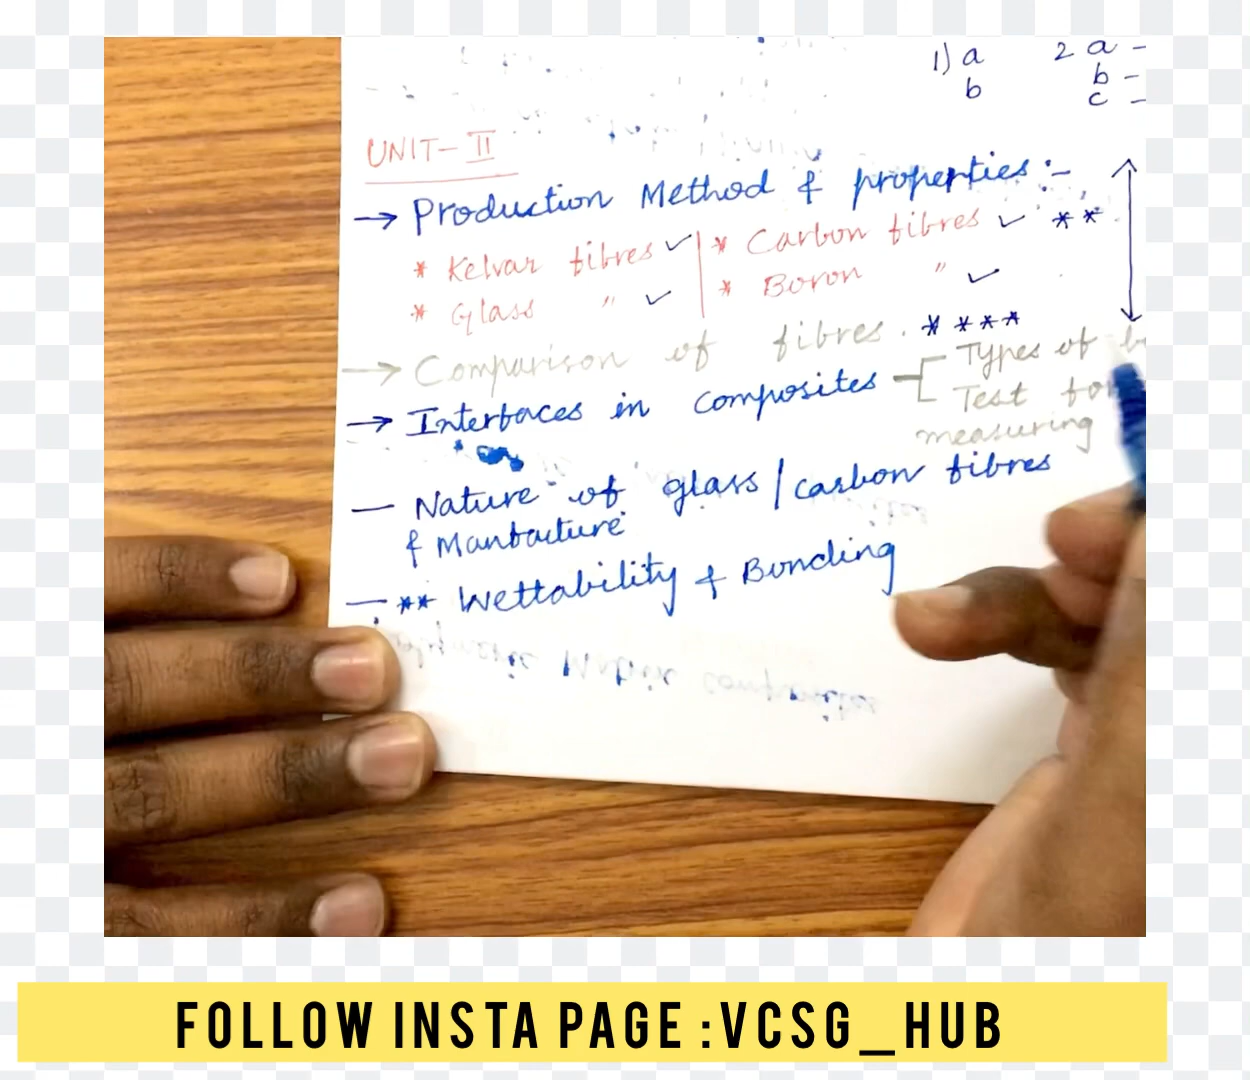 1) a 2 a -
b b -
c -
UNIT- II
→ Production Method & properties :-
* Kelvar fibres ✓ | * Carbon fibres ✓ **
* Glass " ✓ | * Boron " ✓
→ Comparison of fibres . ****
→ Interfaces in composites - Types of
Test for
measuring
— Nature of glass / carbon fibres
& Manfacture
— ** Wettability & Bonding
FOLLOW INSTA PAGE :VCSG_HUB